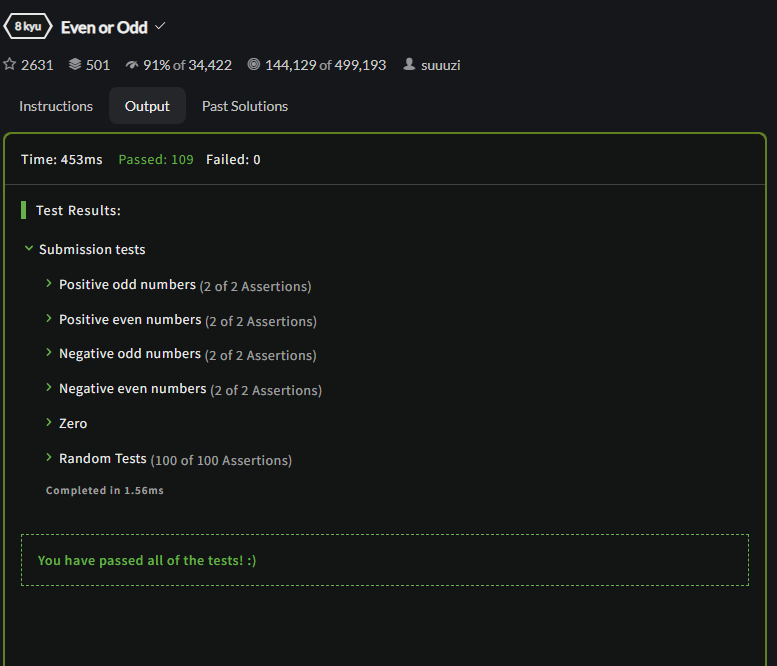 8 kyu Even or Odd
2631 501 91% of 34,422 144,129 of 499,193 suuuzi
Instructions Output Past Solutions
Time: 453ms Passed: 109 Failed: 0
Test Results:
Submission tests
Positive odd numbers (2 of 2 Assertions)
Positive even numbers (2 of 2 Assertions)
Negative odd numbers (2 of 2 Assertions)
Negative even numbers (2 of 2 Assertions)
Zero
Random Tests (100 of 100 Assertions)
Completed in 1.56ms
You have passed all of the tests! :)